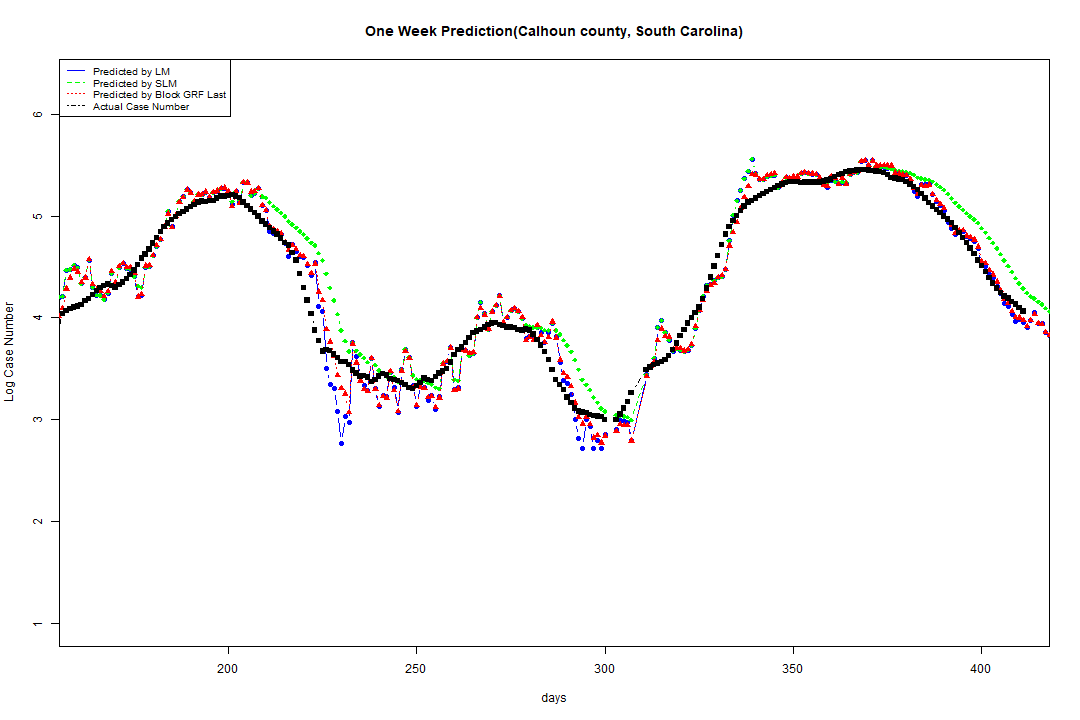 One Week Prediction(Calhoun county, South Carolina)
Predicted by LM
Predicted by SLM
Predicted by Block GRF Last
Actual Case Number
Log Case Number
6
5
4
3
2
1
200 250 300 350 400
days